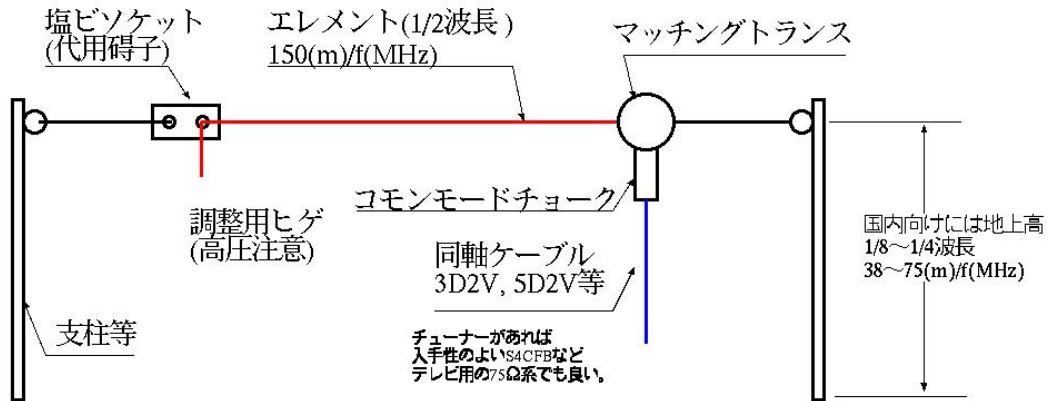 塩ビソケット
(代用碍子)
エレメント(1/2波長)
150(m)/f(MHz)
マッチングトランス
コモンモードチョーク
調整用ヒゲ
(高圧注意)
同軸ケーブル
3D2V, 5D2V等
国内向けには地上高
1/8～1/4波長
38～75(m)/f(MHz)
支柱等
チューナーがあれば
入手性のよいS4CFBなど
テレビ用の75Ω系でも良い。